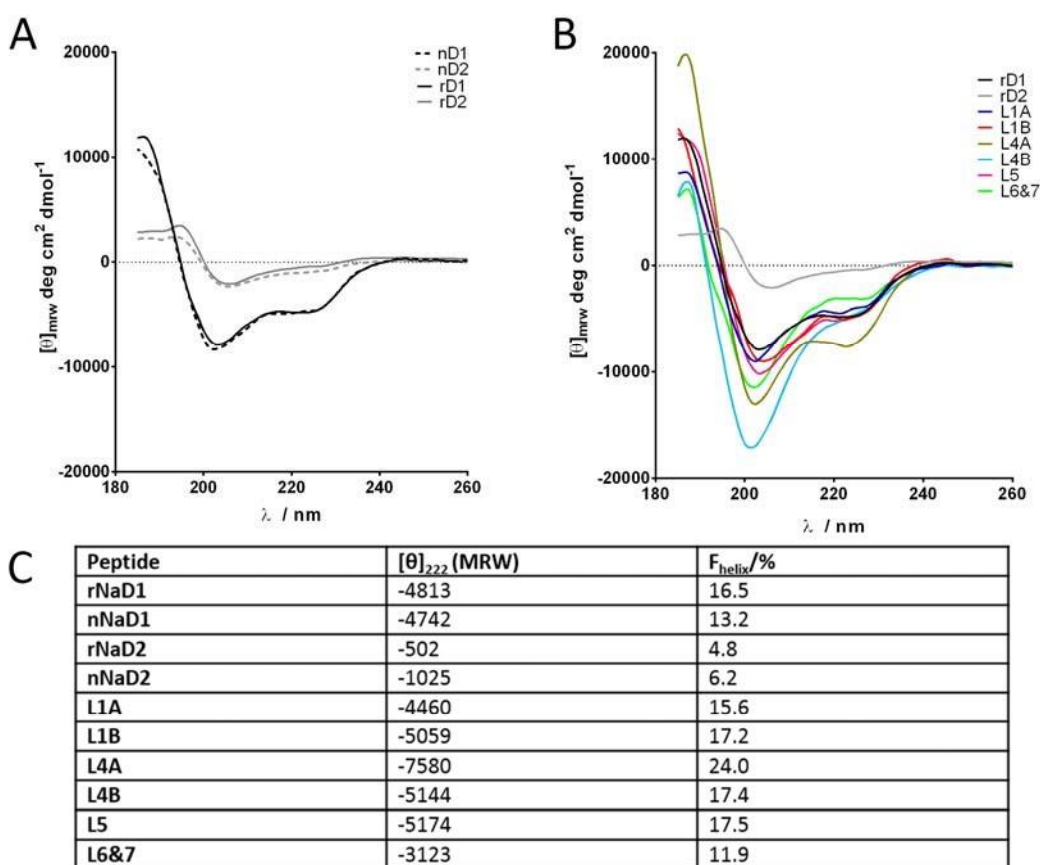 A
20000
10000
0
-10000
-20000
[θ]mrw deg cm² dmol⁻¹
180 200 220 240 260
λ / nm
nD1
nD2
rD1
rD2
B
20000
10000
0
-10000
-20000
[θ]mrw deg cm² dmol⁻¹
180 200 220 240 260
λ / nm
rD1
rD2
L1A
L1B
L4A
L4B
L5
L6&7
C
Peptide [θ]₂₂₂ (MRW) Fhelix/%
rNaD1 -4813 16.5
nNaD1 -4742 13.2
rNaD2 -502 4.8
nNaD2 -1025 6.2
L1A -4460 15.6
L1B -5059 17.2
L4A -7580 24.0
L4B -5144 17.4
L5 -5174 17.5
L6&7 -3123 11.9